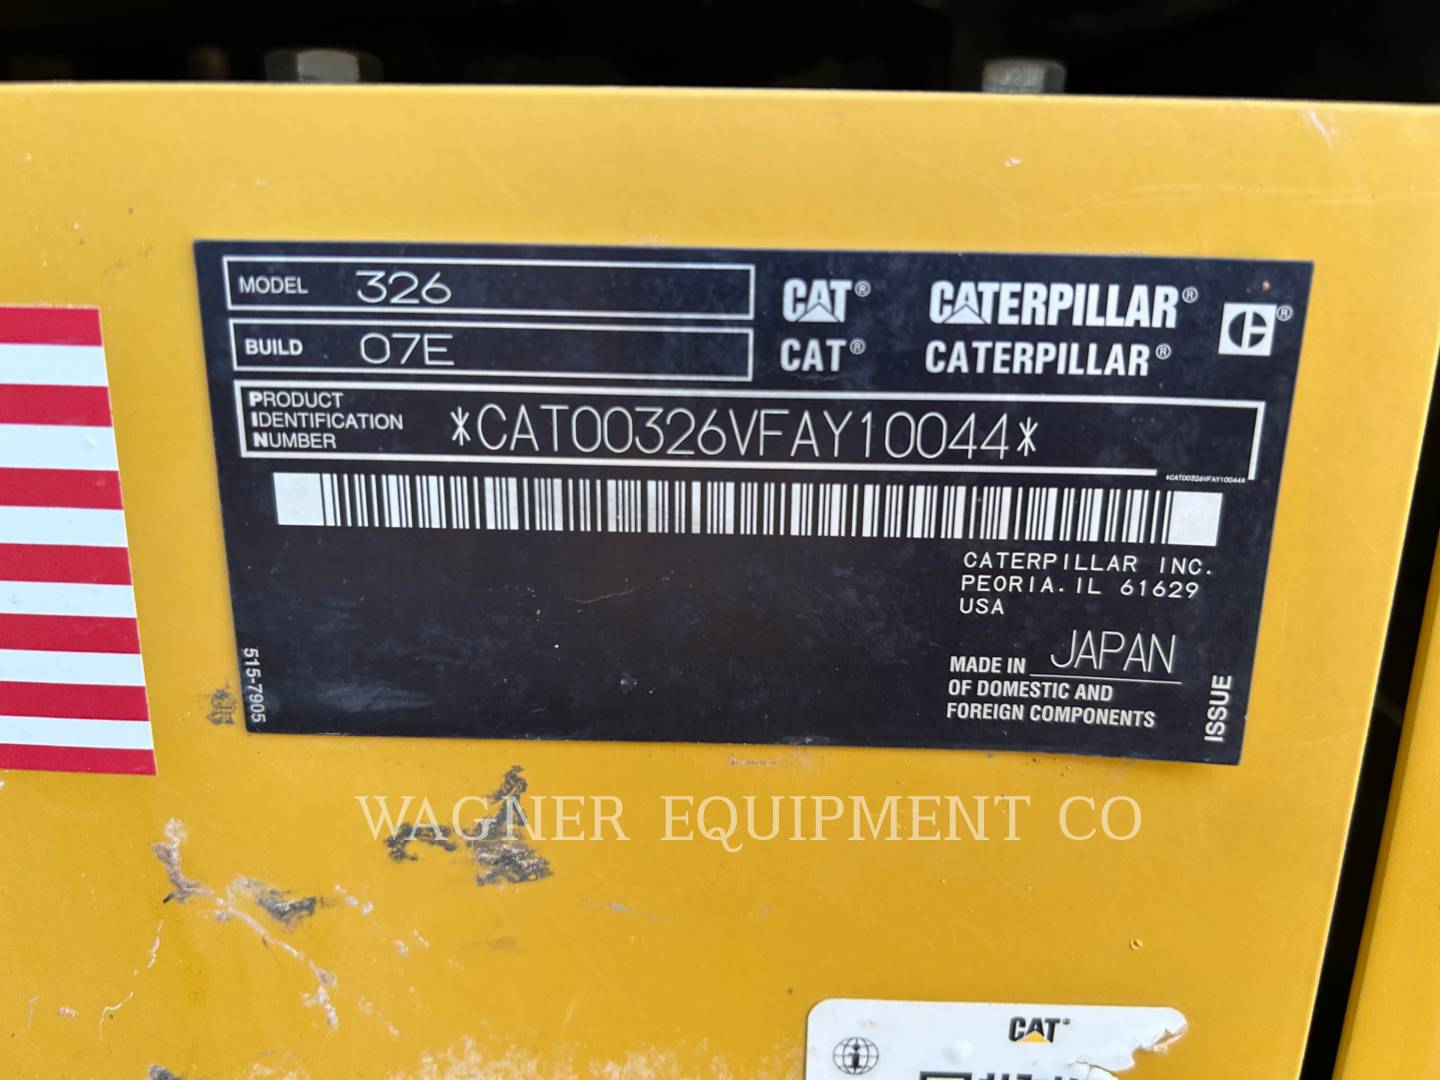 MODEL 326
BUILD 07E
CAT® CATERPILLAR® ®
CAT® CATERPILLAR®
PRODUCT
IDENTIFICATION
NUMBER
*CAT00326VFAY10044*
*CAT00326VFAY10044*
CATERPILLAR INC.
PEORIA.IL 61629
USA
MADE IN JAPAN
OF DOMESTIC AND
FOREIGN COMPONENTS
ISSUE
515-7905
WAGNER EQUIPMENT CO
CAT®
i